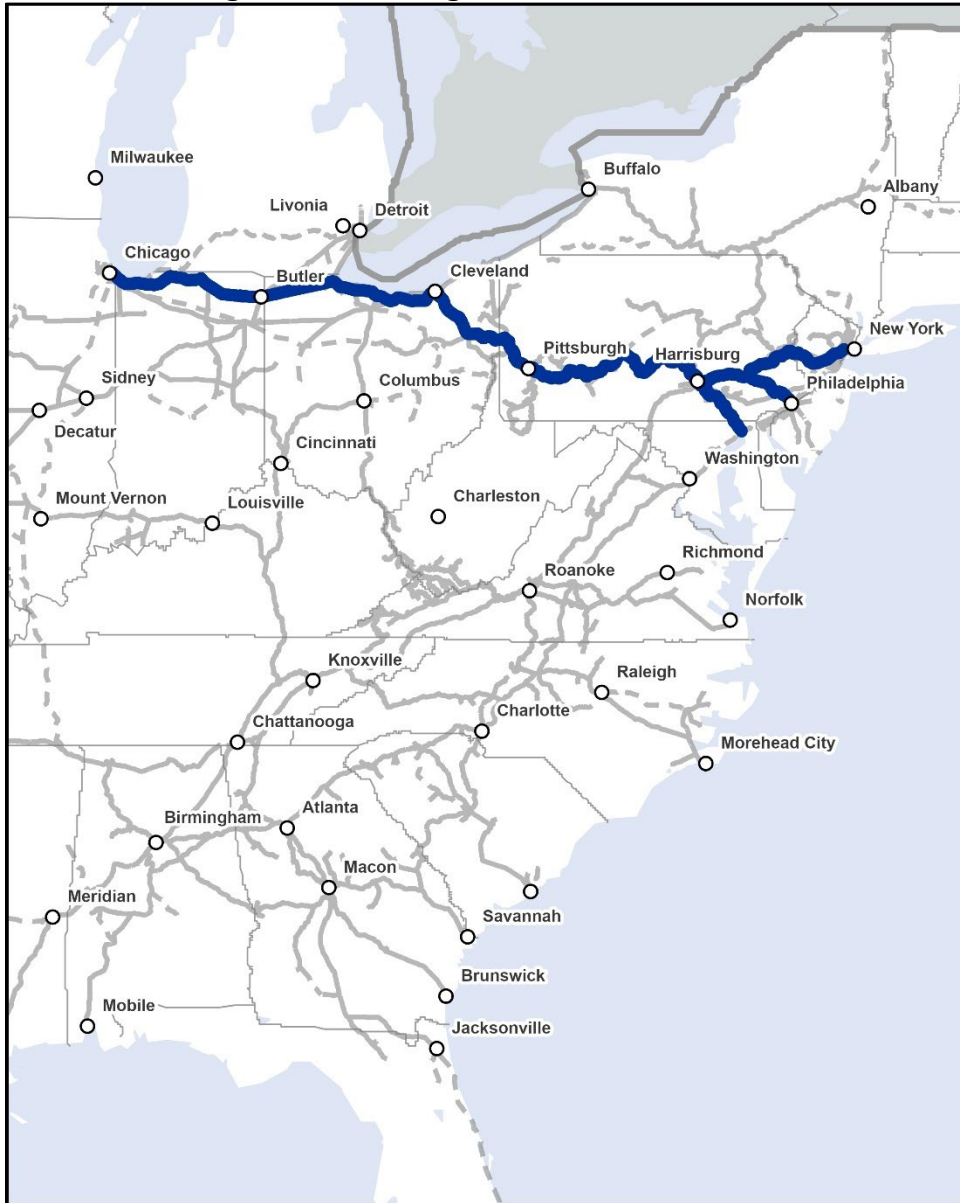 Milwaukee
Buffalo
Livonia
Detroit
Albany
Chicago
Butler
Cleveland
New York
Pittsburgh
Harrisburg
Sidney
Columbus
Philadelphia
Decatur
Cincinnati
Washington
Mount Vernon
Louisville
Charleston
Richmond
Roanoke
Norfolk
Knoxville
Raleigh
Chattanooga
Charlotte
Morehead City
Birmingham
Atlanta
Macon
Meridian
Savannah
Brunswick
Mobile
Jacksonville